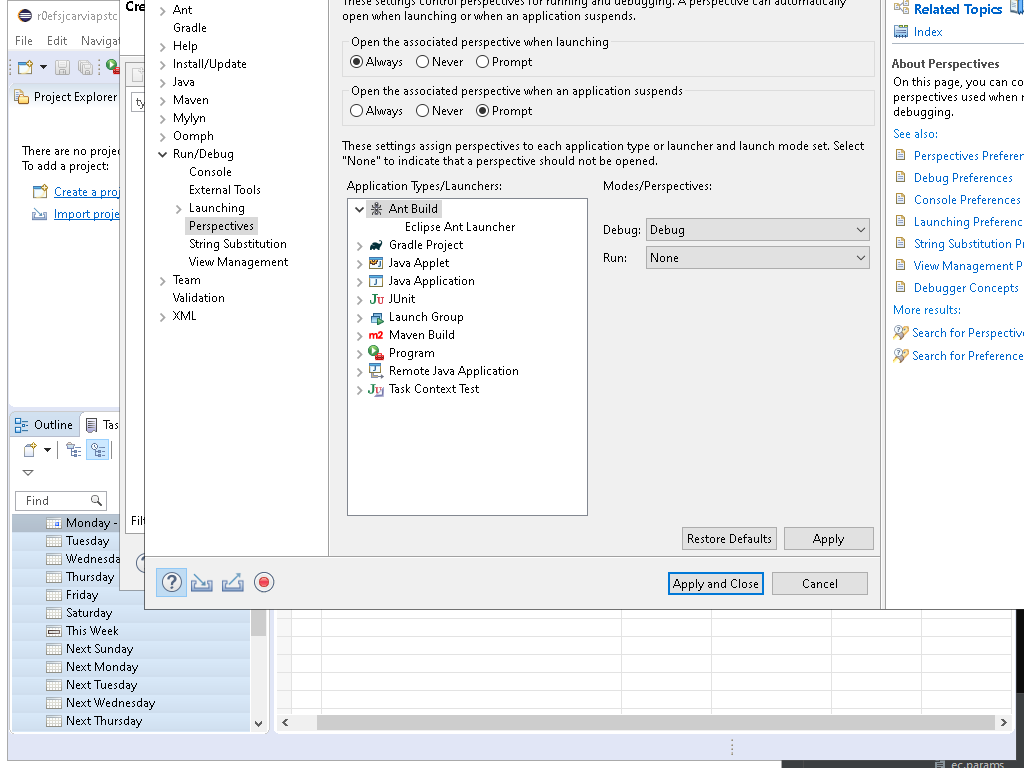 r0efsjcarviapstc
File
Edit
Naviga
Project Explorer
There are no proje
To add a project:
Create a proj
Import proje
Outline
Tas
Find
Monday -
Tuesday
Wednesda
Thursday
Friday
Saturday
This Week
Next Sunday
Next Monday
Next Tuesday
Next Wednesday
Next Thursday
Cre
ty
Filt
Ant
Gradle
Help
Install/Update
Java
Maven
Mylyn
Oomph
Run/Debug
Console
External Tools
Launching
Perspectives
String Substitution
View Management
Team
Validation
XML
These settings control perspectives for running and debugging. A perspective can automatically
open when launching or when an application suspends.
Open the associated perspective when launching
Always
Never
Prompt
Open the associated perspective when an application suspends
Always
Never
Prompt
These settings assign perspectives to each application type or launcher and launch mode set. Select
"None" to indicate that a perspective should not be opened.
Application Types/Launchers:
Ant Build
Eclipse Ant Launcher
Gradle Project
Java Applet
Java Application
Ju JUnit
Launch Group
m2 Maven Build
Program
Remote Java Application
Ju Task Context Test
Modes/Perspectives:
Debug: Debug
Run: None
Restore Defaults
Apply
Apply and Close
Cancel
Related Topics
Index
About Perspectives
On this page, you can co
perspectives used when r
debugging.
See also:
Perspectives Preferen
Debug Preferences
Console Preferences
Launching Preferenc
String Substitution Pr
View Management P
Debugger Concepts
More results:
Search for Perspective
Search for Preference
ec.params